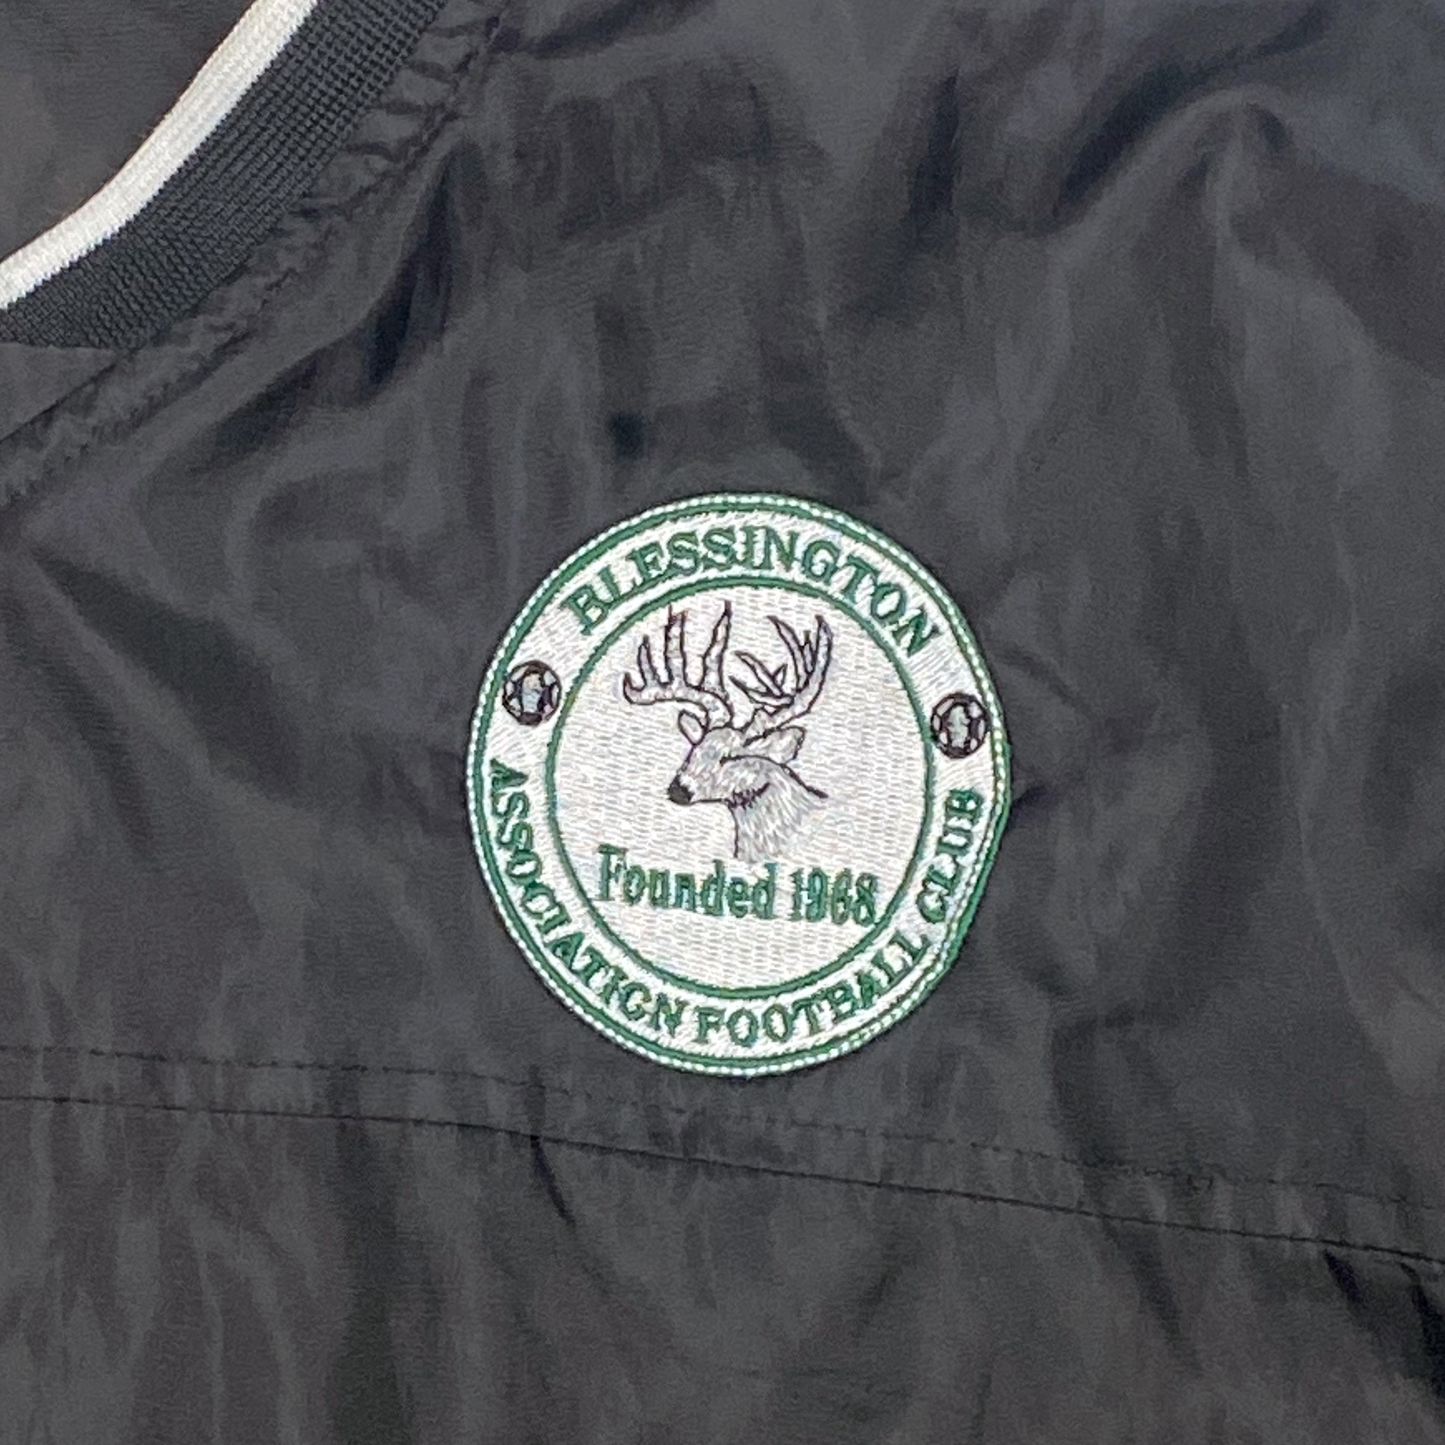 BLESSINGTON
Founded 1968
ASSOCIATION FOOTBALL CLUB